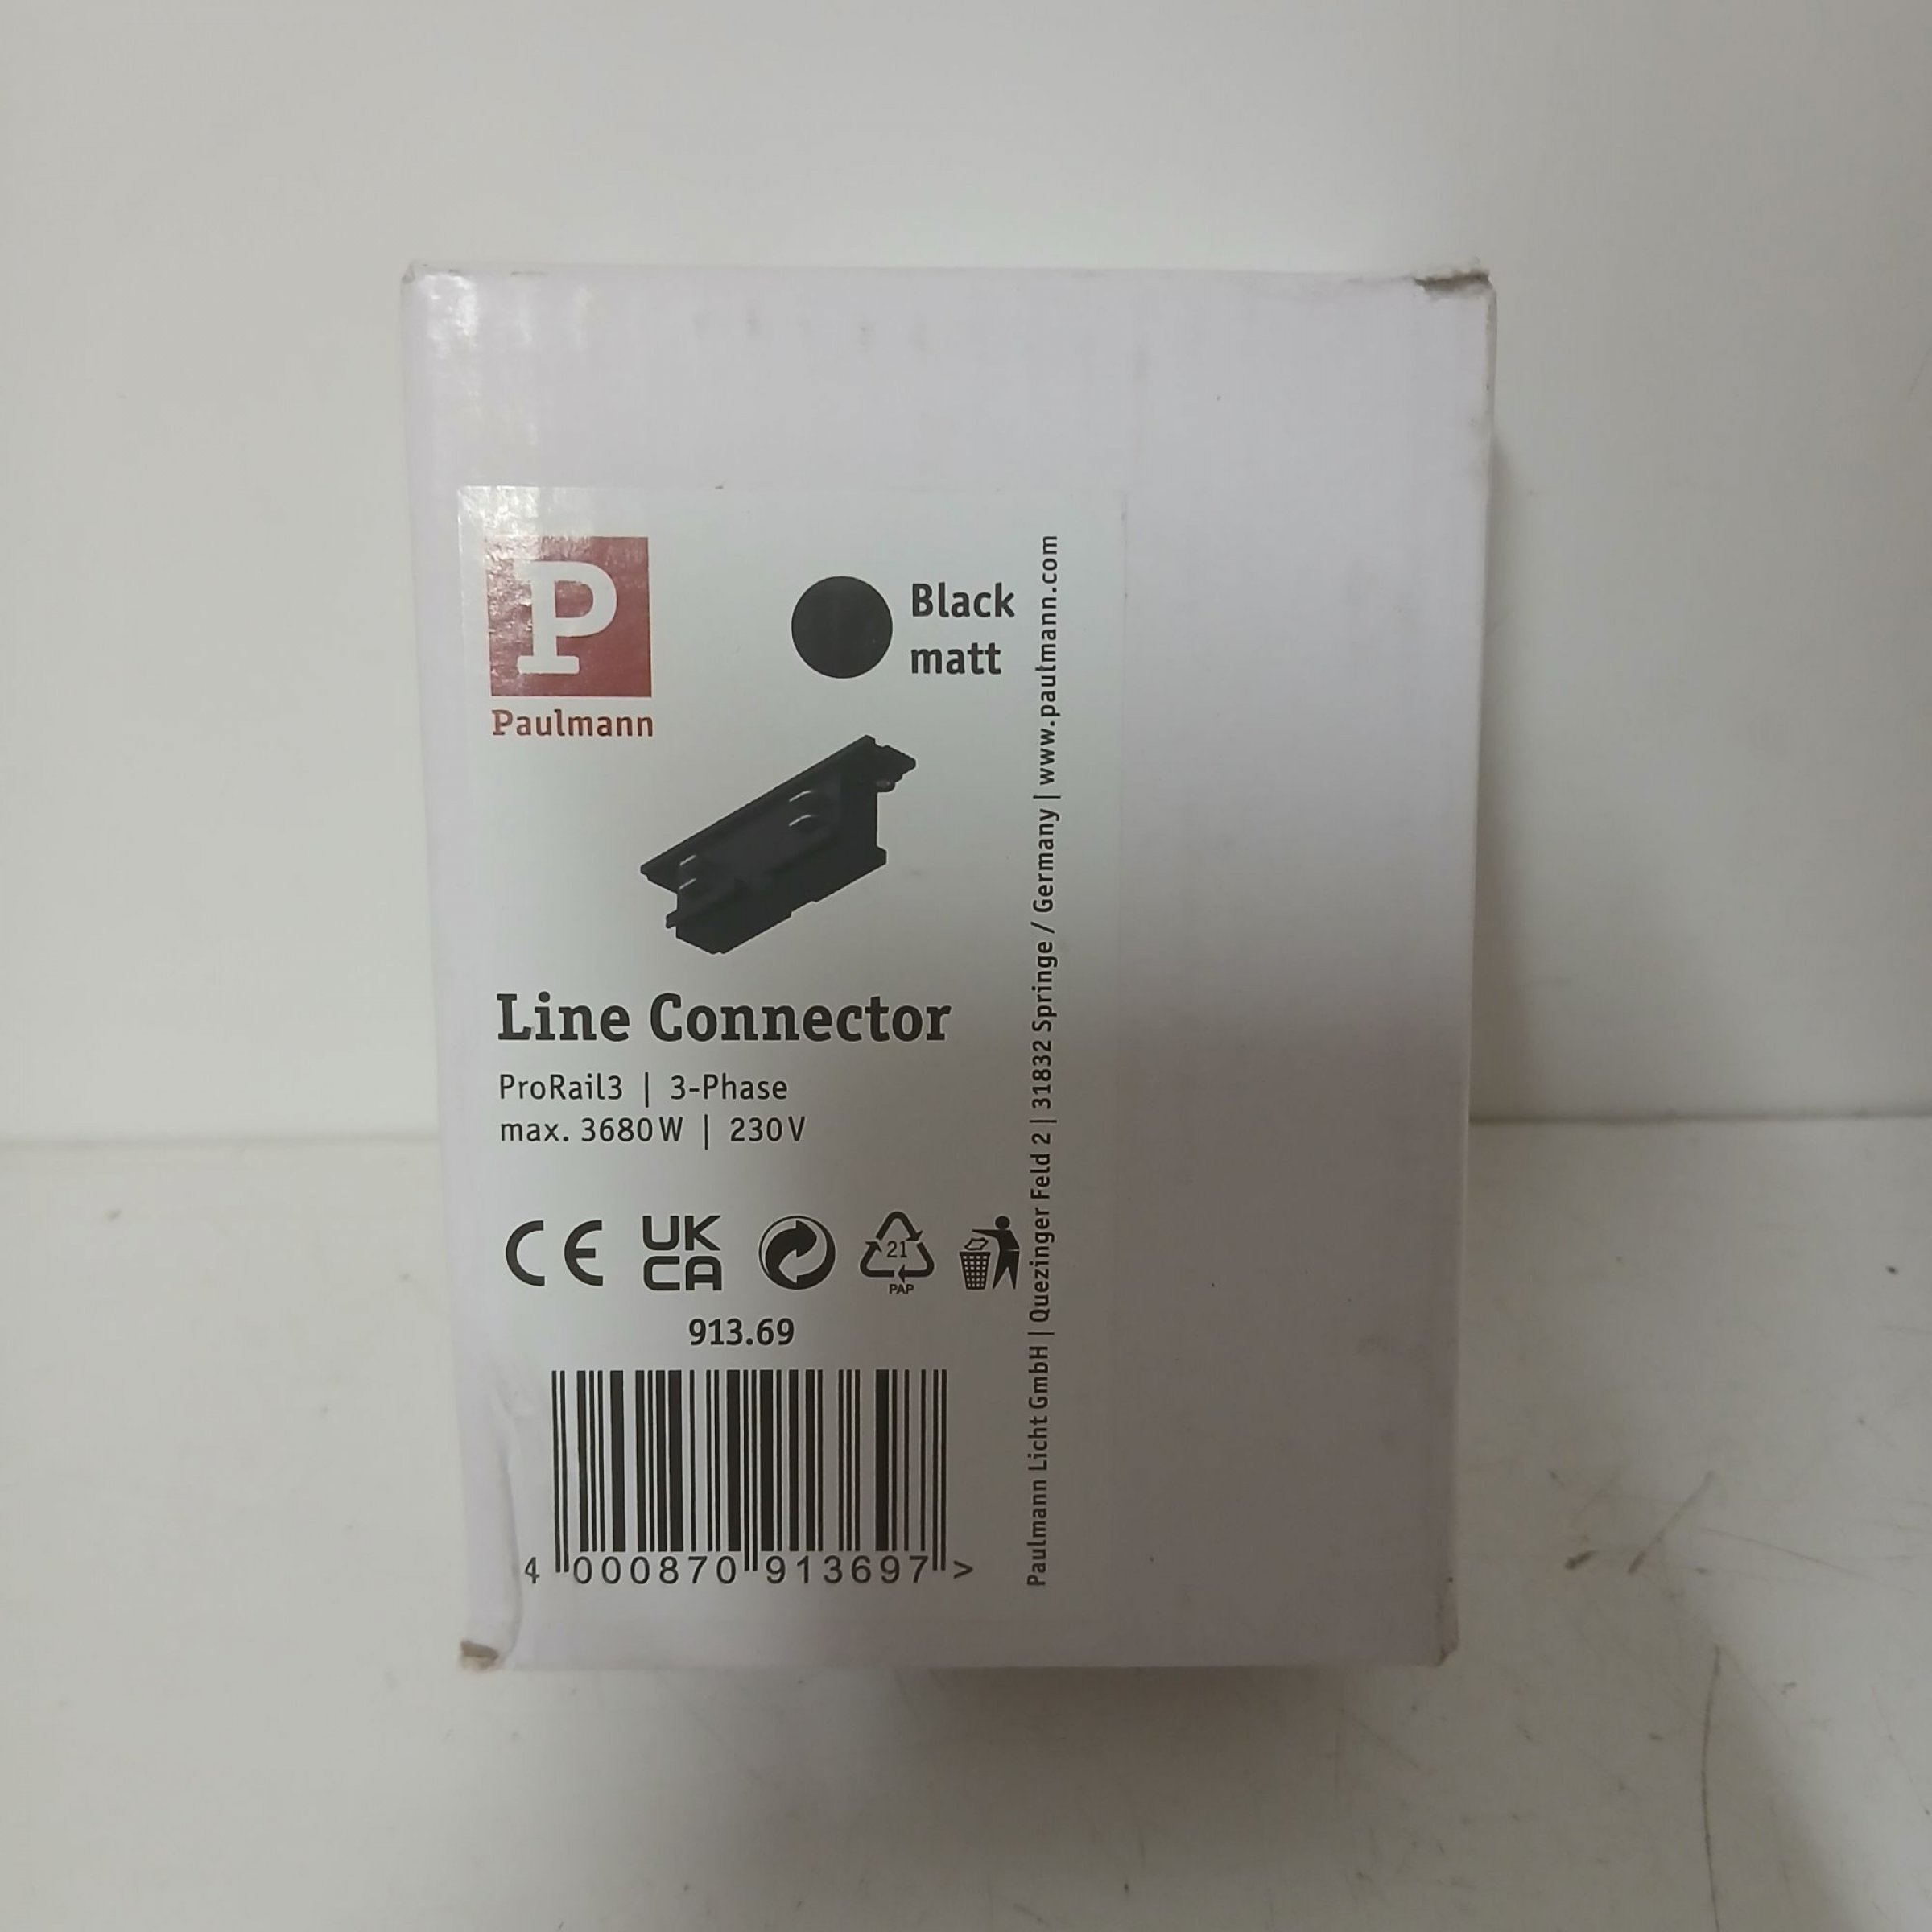 P
Paulmann
Black
matt
Line Connector
ProRail3 | 3-Phase
max. 3680 W | 230 V
CE
UK
CA
21
PAP
913.69
4 000870 913697 >
Paulmann Licht GmbH | Quezinger Feld 2 | 31832 Springe / Germany | www.paulmann.com